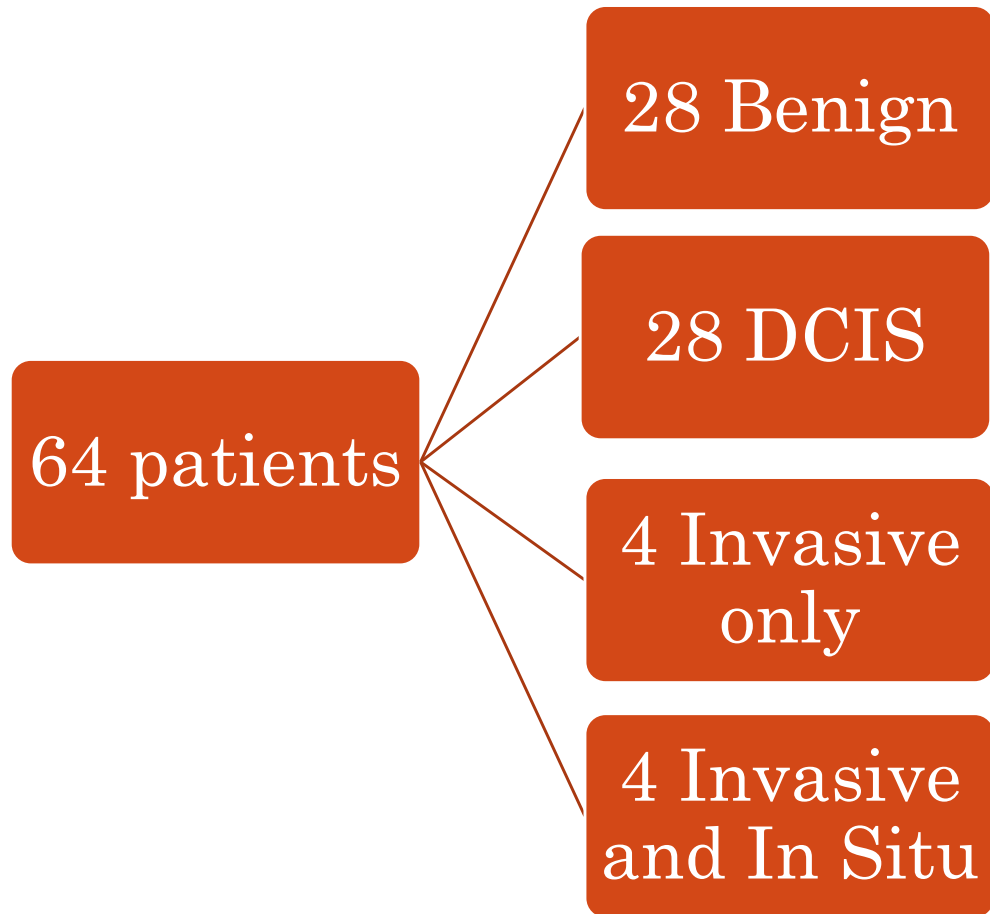 64 patients
28 Benign
28 DCIS
4 Invasive
only
4 Invasive
and In Situ